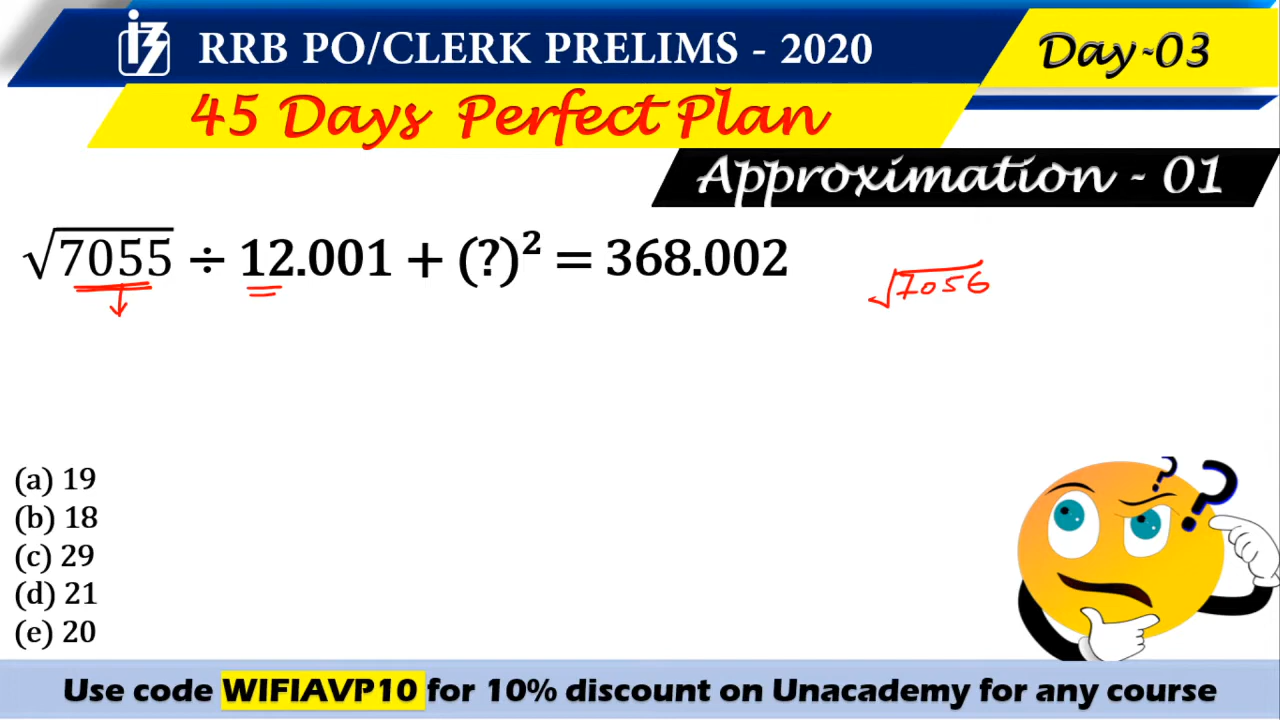 RRB PO/CLERK PRELIMS - 2020
Day-03
45 Days Perfect Plan
Approximation - 01
√7055 ÷ 12.001 + (?)² = 368.002
√7056
(a) 19
(b) 18
(c) 29
(d) 21
(e) 20
Use code WIFIAVP10 for 10% discount on Unacademy for any course